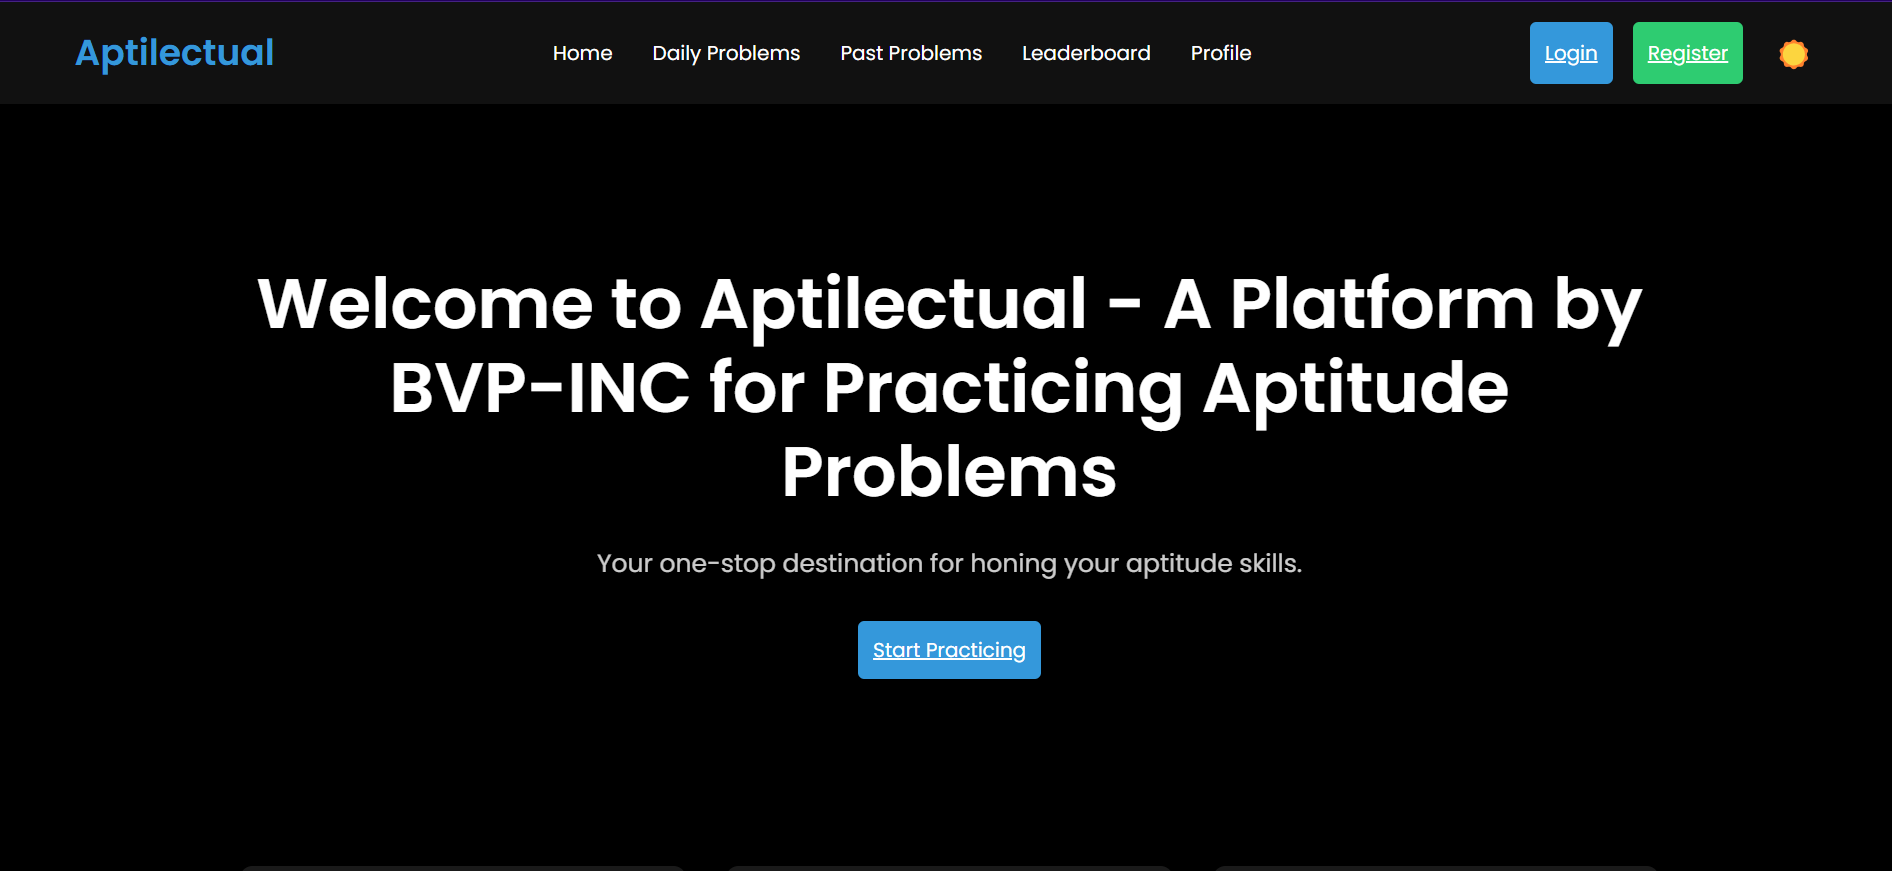 Aptilectual
Home Daily Problems Past Problems Leaderboard Profile
Login Register
Welcome to Aptilectual - A Platform by
BVP-INC for Practicing Aptitude
Problems
Your one-stop destination for honing your aptitude skills.
Start Practicing